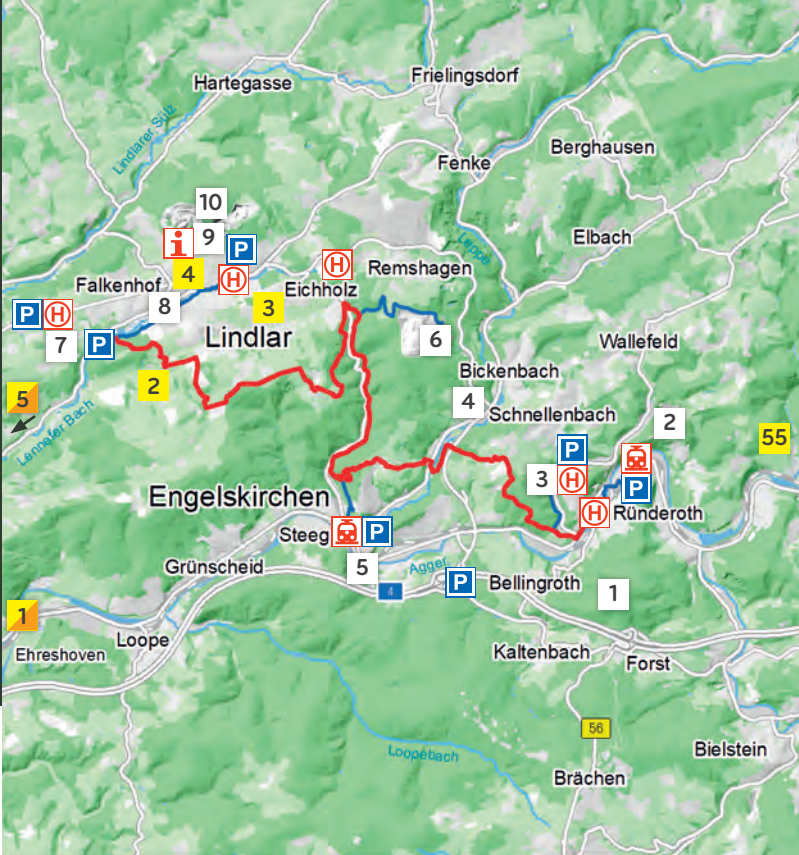 Hartegasse
Frielingsdorf
Lindlarer Sülz
Berghausen
Fenke
10
i
9
P
Leppe
Elbach
4
H
H
Remshagen
Falkenhof
Eichholz
8
3
P
H
Lindlar
6
Wallefeld
7
P
2
Bickenbach
5
Lennefer Bach
4
Schnellenbach
2
55
P
3
H
P
Engelskirchen
H
Ründeroth
Steeg
P
Grünscheid
5
Agger
4
P
Bellingroth
1
1
Loope
Ehreshoven
Kaltenbach
Forst
56
Loopebach
Bielstein
Brächen